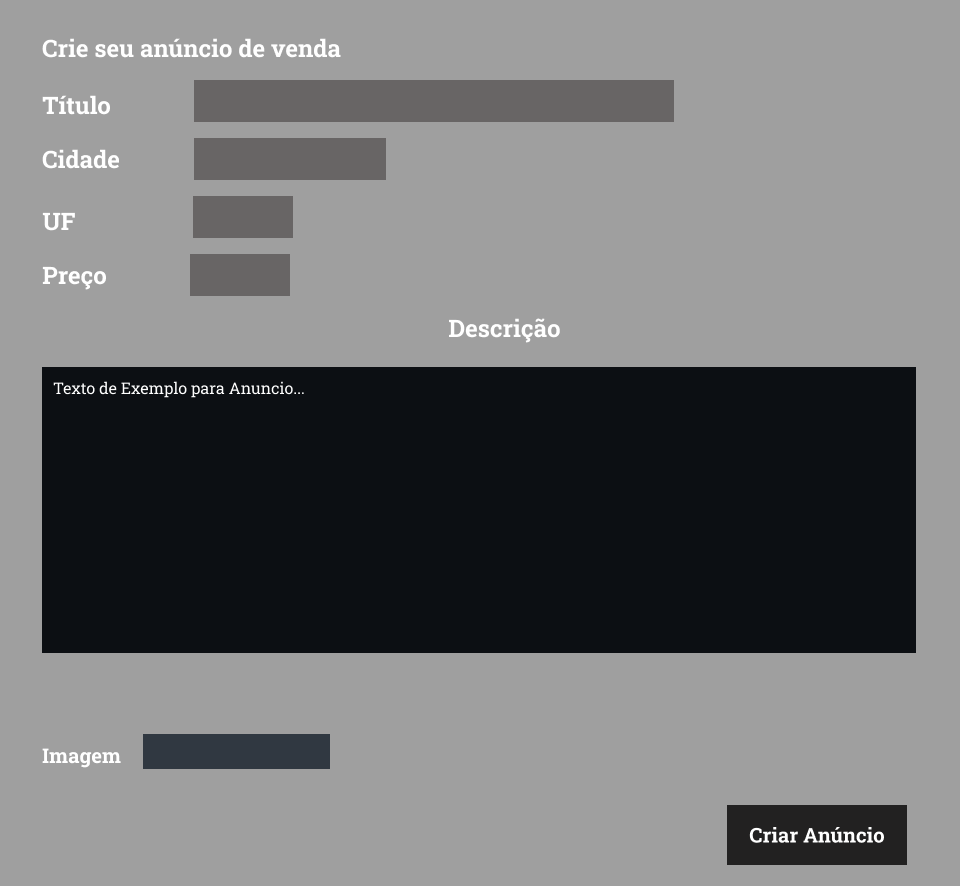 Crie seu anúncio de venda
Título
Cidade
UF
Preço
Descrição
Texto de Exemplo para Anuncio...
Imagem
Criar Anúncio